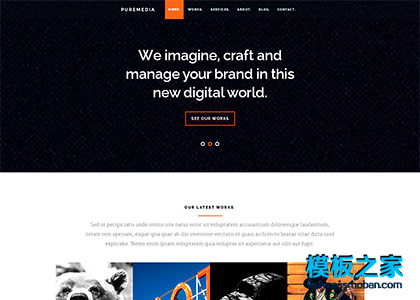 PUREMEDIA HOME. WORKS. SERVICES. ABOUT. BLOG. CONTACT.
We imagine, craft and
manage your brand in this
new digital world.
SEE OUR WORKS
OUR LATEST WORKS
Sed ut perspiciatis unde omnis iste natus error sit voluptatem accusantium doloremque laudantium,
totam rem aperiam, eaque ipsa quae ab illo inventore veritatis et quasi architecto beatae vitae dicta sunt
explicabo. Nemo enim ipsam voluptatem quia voluptas sit aspernatur aut odit aut fugit.
模板之家